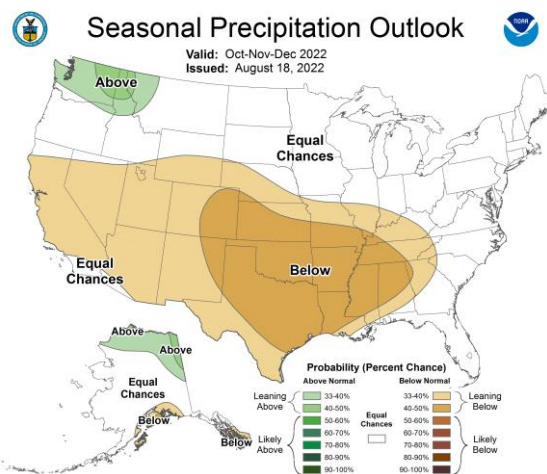 Seasonal Precipitation Outlook
NOAA
Valid: Oct-Nov-Dec 2022
Issued: August 18, 2022
Above
Equal
Chances
Equal
Chances
Below
Above
Above
Equal
Chances
Below
Below
Probability (Percent Chance)
Above Normal Below Normal
Leaning
Above
33-40%
40-50%
Likely
Above
50-60%
60-70%
70-80%
80-90%
90-100%
Equal
Chances
33-40%
40-50%
Leaning
Below
50-60%
60-70%
70-80%
80-90%
90-100%
Likely
Below